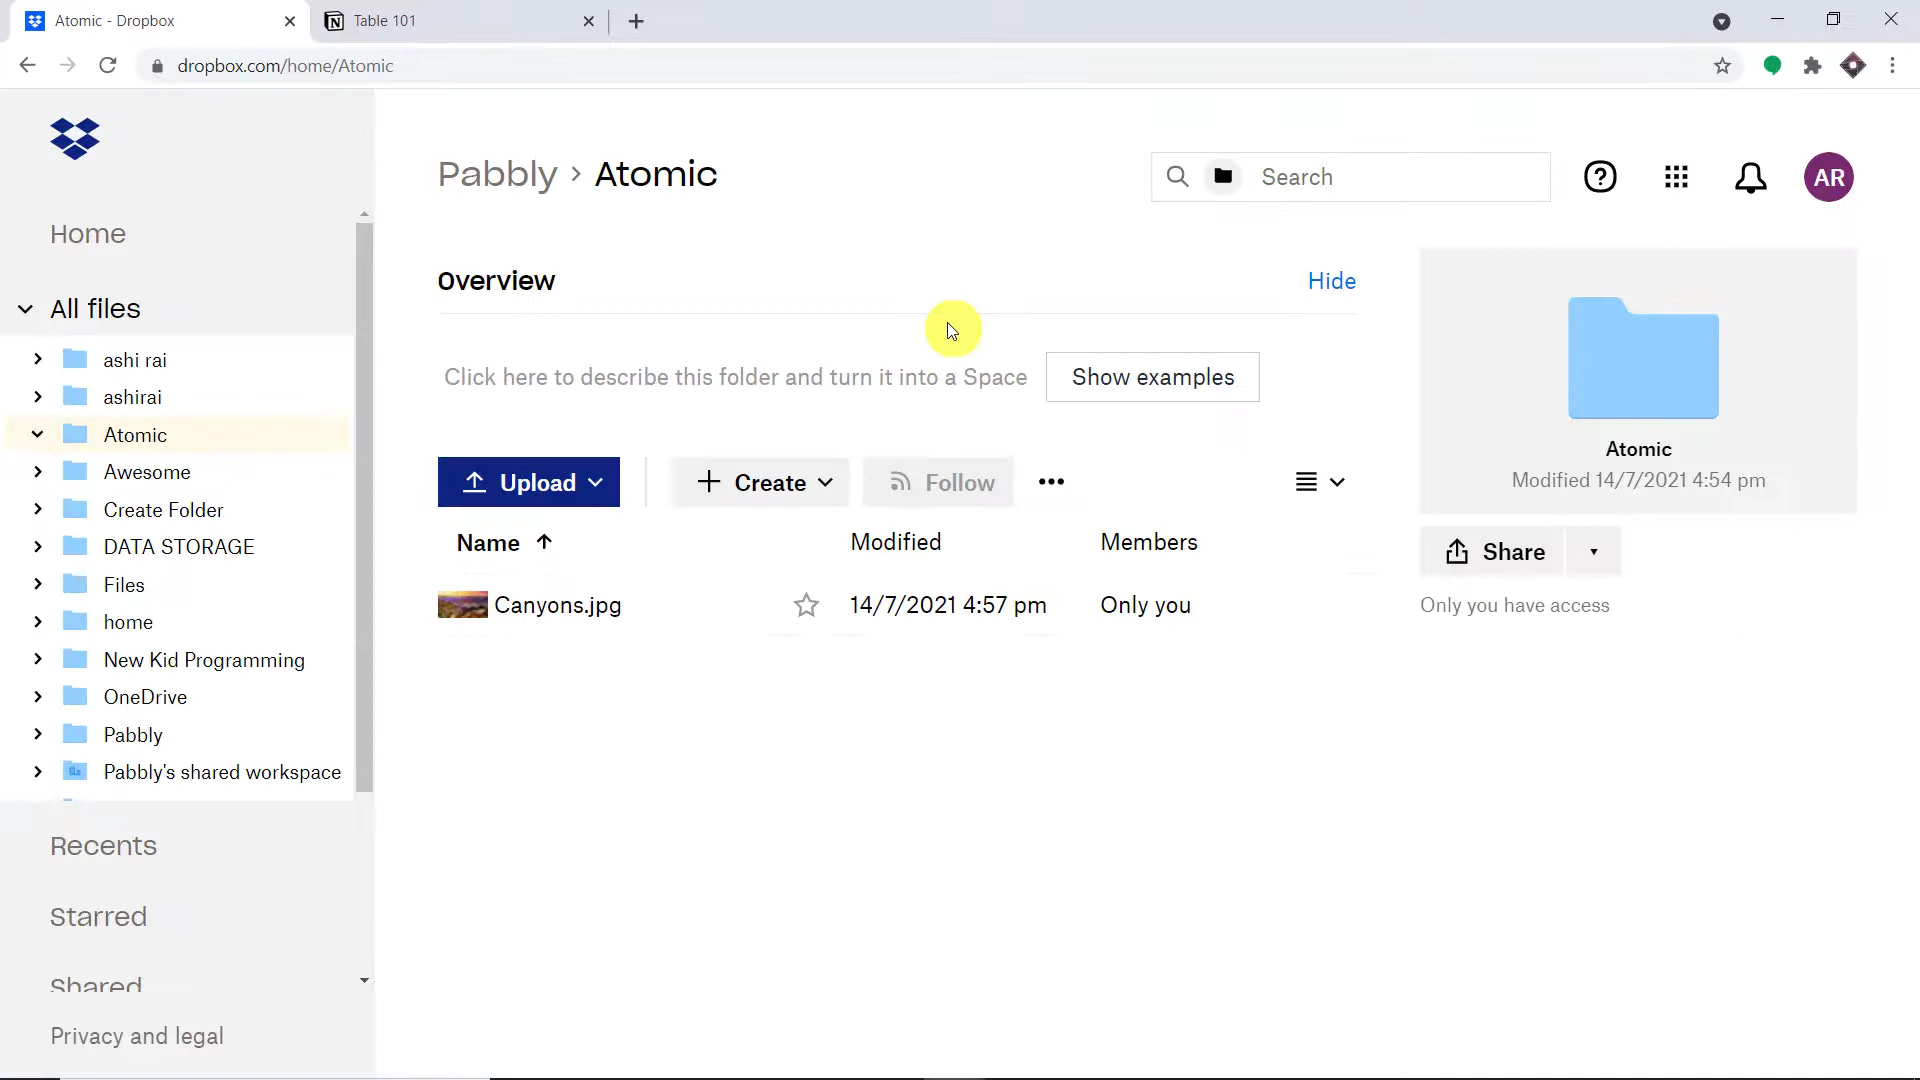 Atomic - Dropbox
Table 101
dropbox.com/home/Atomic
Home
All files
ashi rai
ashirai
Atomic
Awesome
Create Folder
DATA STORAGE
Files
home
New Kid Programming
OneDrive
Pabbly
Pabbly's shared workspace
Recents
Starred
Shared
Privacy and legal
Pabbly › Atomic
Search
AR
Overview
Hide
Click here to describe this folder and turn it into a Space
Show examples
Upload
Create
Follow
Name Modified Members
Canyons.jpg 14/7/2021 4:57 pm Only you
Atomic
Modified 14/7/2021 4:54 pm
Share
Only you have access